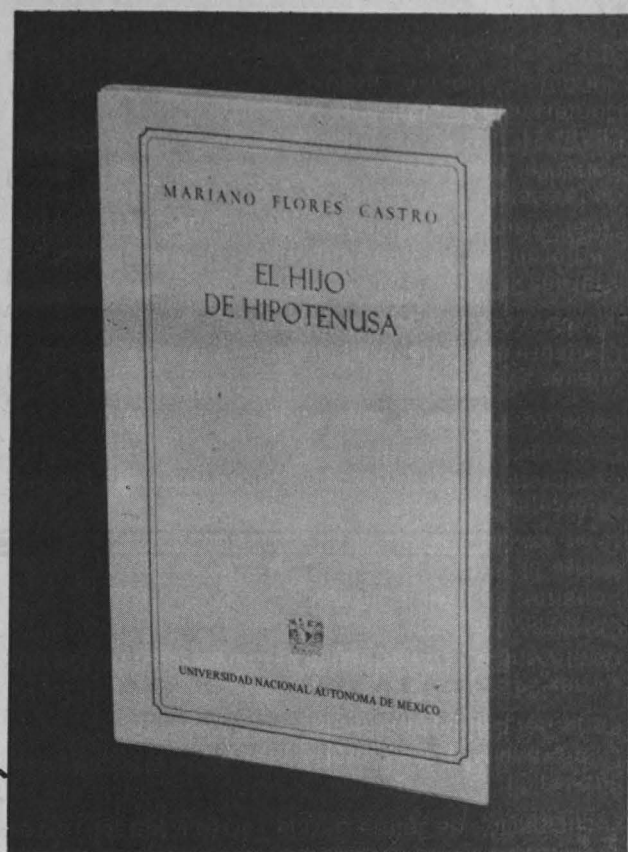 MARIANO FLORES CASTRO
EL HIJO
DE HIPOTENUSA
UNIVERSIDAD NACIONAL AUTONOMA DE MEXICO